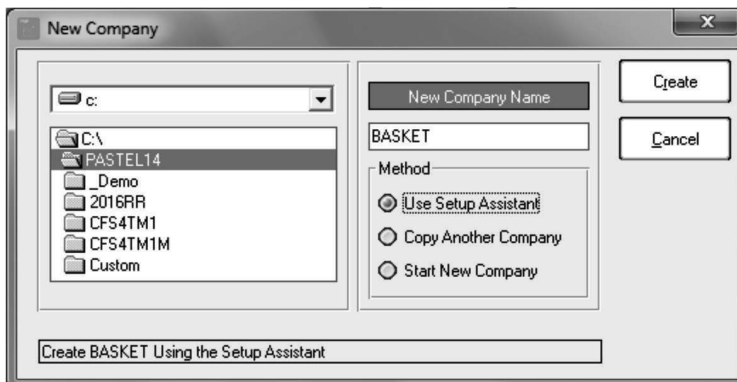 New Company
x
c:
C:\
PASTEL14
_Demo
2016RR
CFS4TM1
CFS4TM1M
Custom
New Company Name
BASKET
Method
Use Setup Assistant
Copy Another Company
Start New Company
Create
Cancel
Create BASKET Using the Setup Assistant